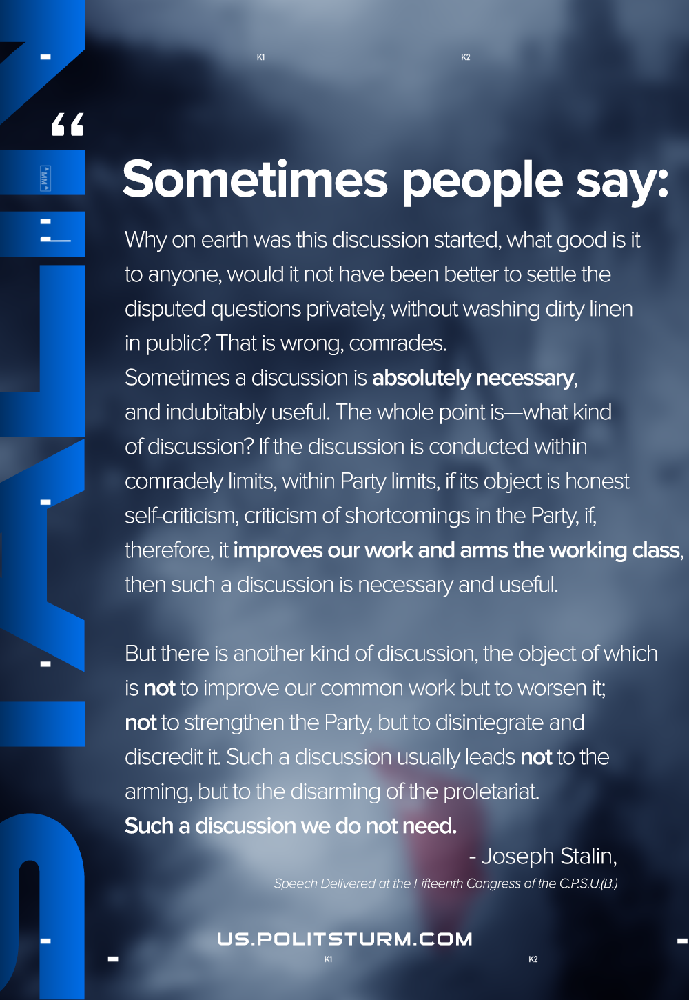 K1 K2
“
STALIN
MM
Sometimes people say:
Why on earth was this discussion started, what good is it
to anyone, would it not have been better to settle the
disputed questions privately, without washing dirty linen
in public? That is wrong, comrades.
Sometimes a discussion is absolutely necessary,
and indubitably useful. The whole point is—what kind
of discussion? If the discussion is conducted within
comradely limits, within Party limits, if its object is honest
self-criticism, criticism of shortcomings in the Party, if,
therefore, it improves our work and arms the working class,
then such a discussion is necessary and useful.
But there is another kind of discussion, the object of which
is not to improve our common work but to worsen it;
not to strengthen the Party, but to disintegrate and
discredit it. Such a discussion usually leads not to the
arming, but to the disarming of the proletariat.
Such a discussion we do not need.
- Joseph Stalin,
Speech Delivered at the Fifteenth Congress of the C.P.S.U.(B.)
US.POLITSTURM.COM
K1 K2